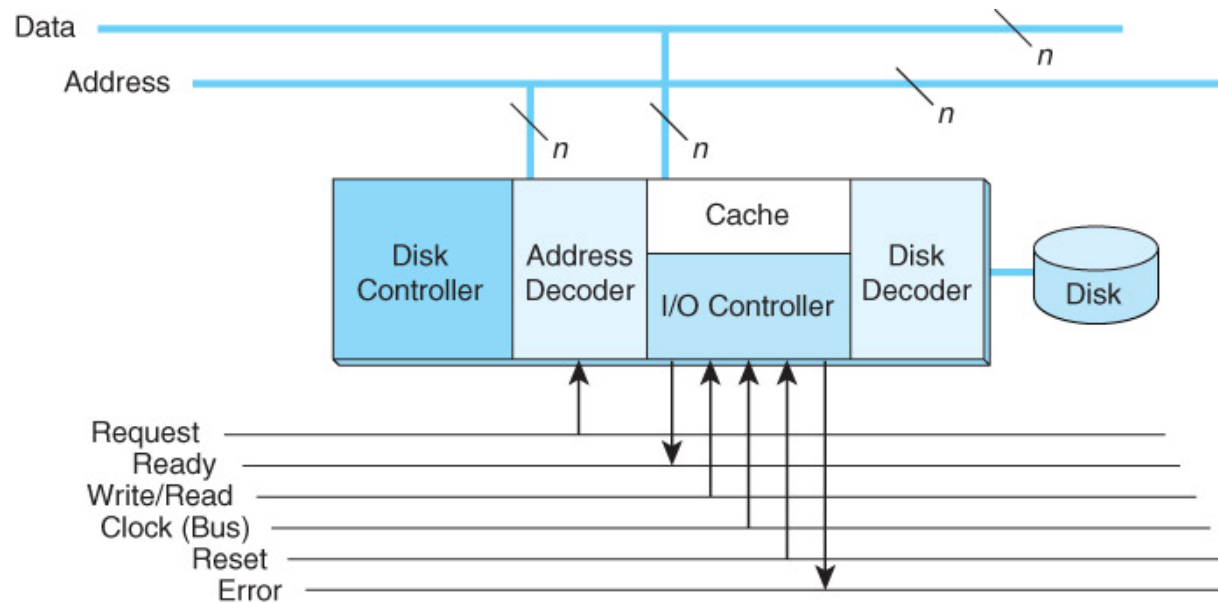 Data
n
Address
n
n
n
Cache
Disk
Controller
Address
Decoder
I/O Controller
Disk
Decoder
Disk
Request
Ready
Write/Read
Clock (Bus)
Reset
Error